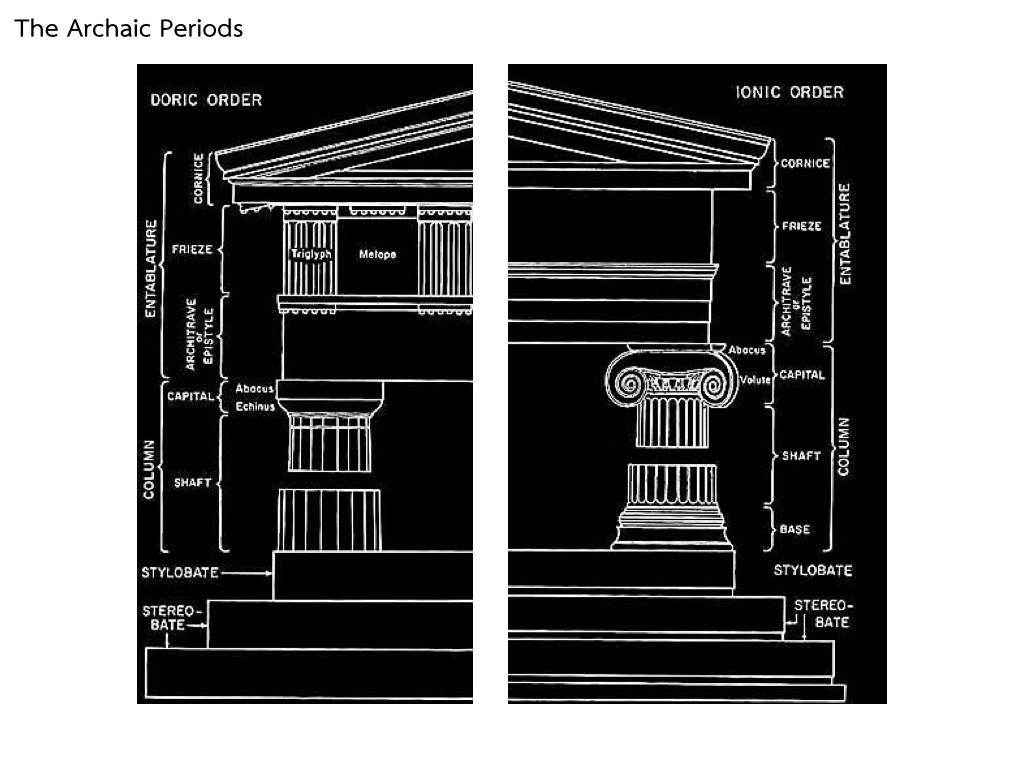 The Archaic Periods
DORIC ORDER
CORNICE
ENTABLATURE
FRIEZE
Triglyph
Metope
ARCHITRAVE
or
EPISTYLE
CAPITAL
Abacus
Echinus
COLUMN
SHAFT
STYLOBATE
STEREO-
BATE
IONIC ORDER
CORNICE
ENTABLATURE
FRIEZE
ARCHITRAVE
or
EPISTYLE
Abacus
Volute
CAPITAL
COLUMN
SHAFT
BASE
STYLOBATE
STEREO-
BATE